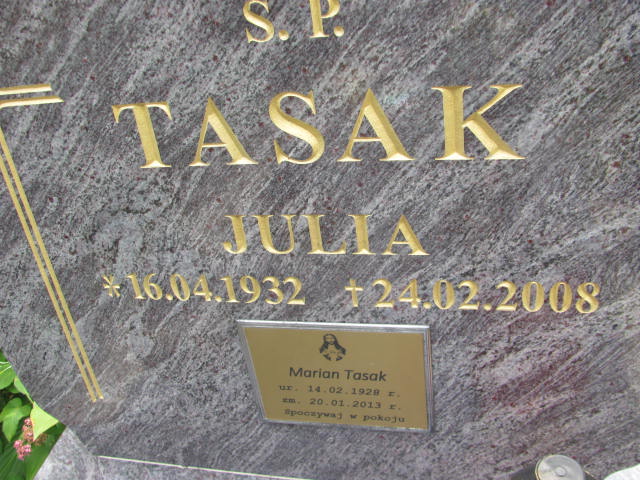 Ś. P.
TASAK
JULIA
* 16.04.1932 † 24.02.2008
Marian Tasak
ur. 14.02.1928 r.
zm. 20.01.2013 r.
Spoczywaj w pokoju